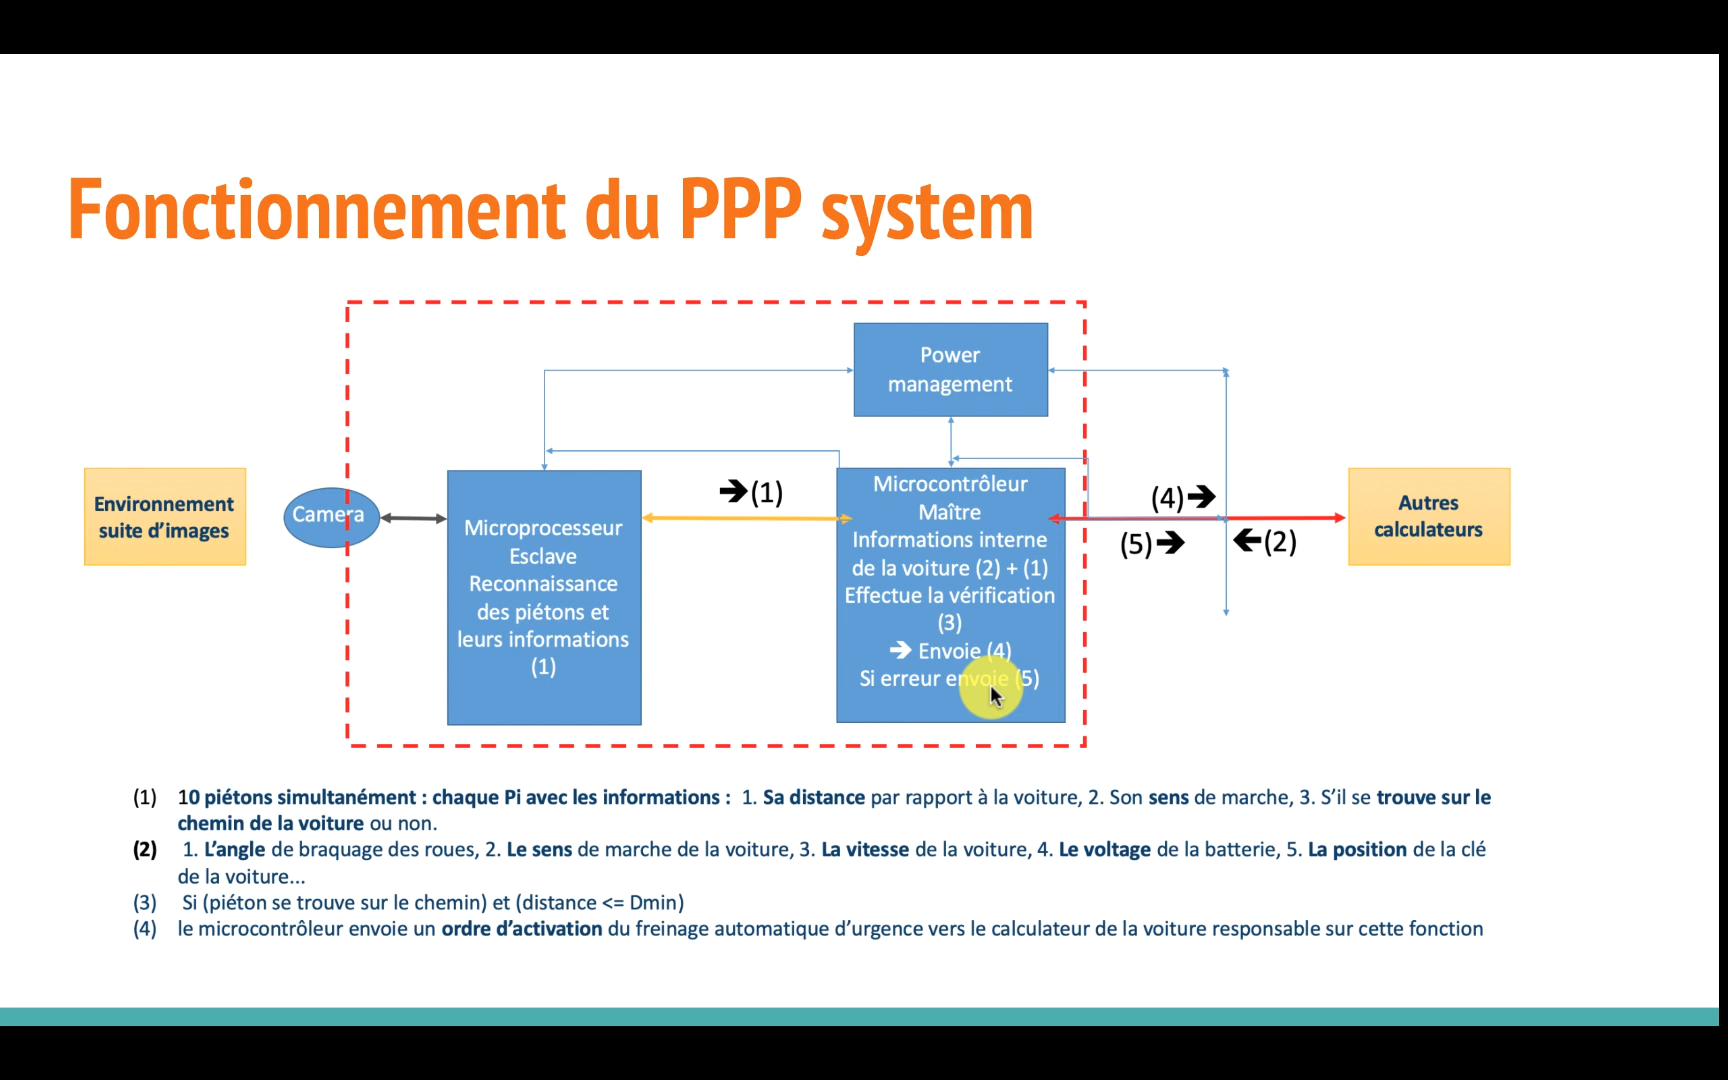 Fonctionnement du PPP system
Power
management
Environnement
suite d’images
Camera
Microprocesseur
Esclave
Reconnaissance
des piétons et
leurs informations
(1)
➔(1)
Microcontrôleur
Maître
Informations interne
de la voiture (2) + (1)
Effectue la vérification
(3)
➔ Envoie (4)
Si erreur envoie (5)
(4)➔
(5)➔
🡸(2)
Autres
calculateurs
(1) 10 piétons simultanément : chaque Pi avec les informations : 1. Sa distance par rapport à la voiture, 2. Son sens de marche, 3. S’il se trouve sur le
chemin de la voiture ou non.
(2) 1. L’angle de braquage des roues, 2. Le sens de marche de la voiture, 3. La vitesse de la voiture, 4. Le voltage de la batterie, 5. La position de la clé
de la voiture...
(3) Si (piéton se trouve sur le chemin) et (distance <= Dmin)
(4) le microcontrôleur envoie un ordre d’activation du freinage automatique d’urgence vers le calculateur de la voiture responsable sur cette fonction